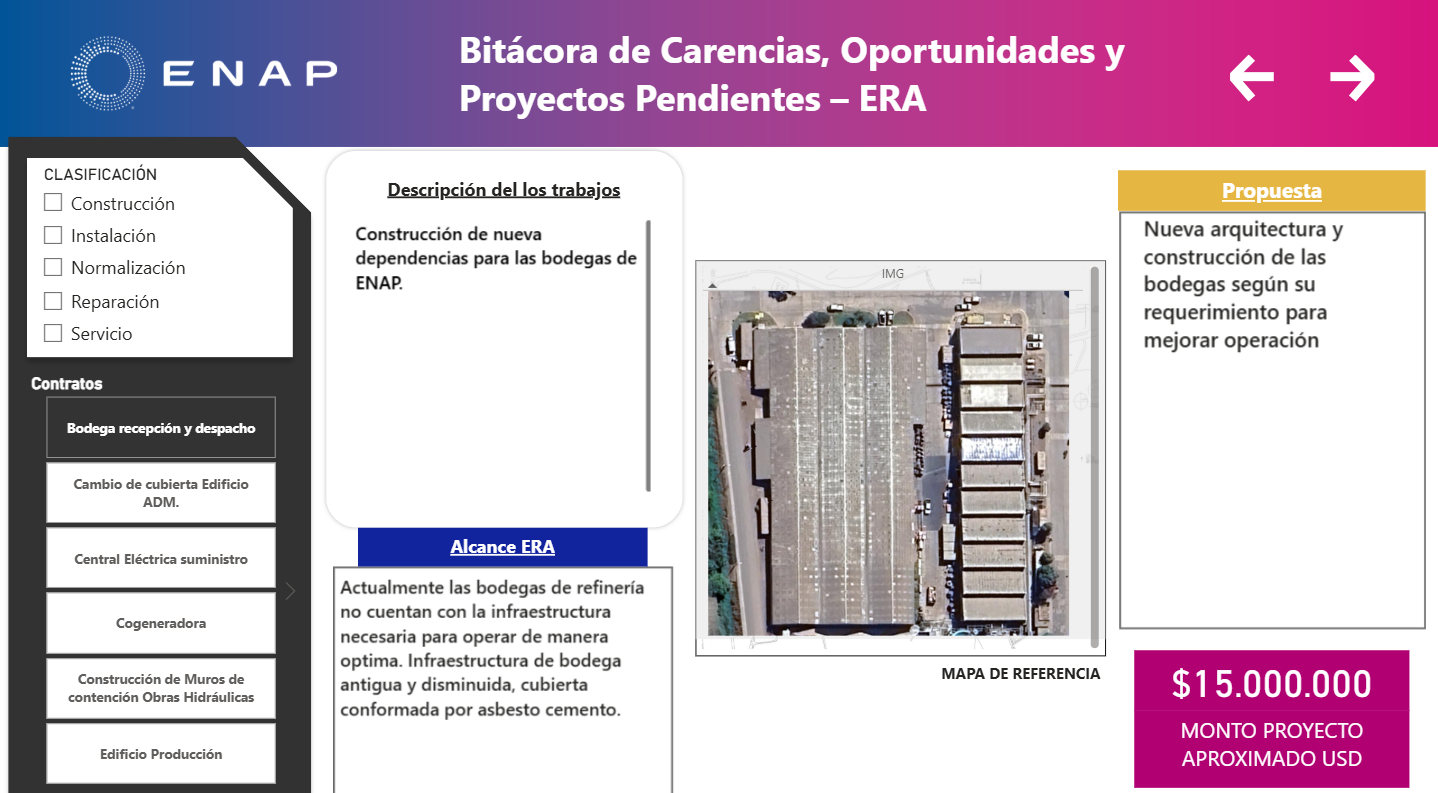 ENAP
Bitácora de Carencias, Oportunidades y
Proyectos Pendientes – ERA
CLASIFICACIÓN
Construcción
Instalación
Normalización
Reparación
Servicio
Contratos
Bodega recepción y despacho
Cambio de cubierta Edificio
ADM.
Central Eléctrica suministro
Cogeneradora
Construcción de Muros de
contención Obras Hidráulicas
Edificio Producción
Descripción del los trabajos
Construcción de nueva
dependencias para las bodegas de
ENAP.
Alcance ERA
Actualmente las bodegas de refinería
no cuentan con la infraestructura
necesaria para operar de manera
optima. Infraestructura de bodega
antigua y disminuida, cubierta
conformada por asbesto cemento.
IMG
MAPA DE REFERENCIA
Propuesta
Nueva arquitectura y
construcción de las
bodegas según su
requerimiento para
mejorar operación
$15.000.000
MONTO PROYECTO
APROXIMADO USD